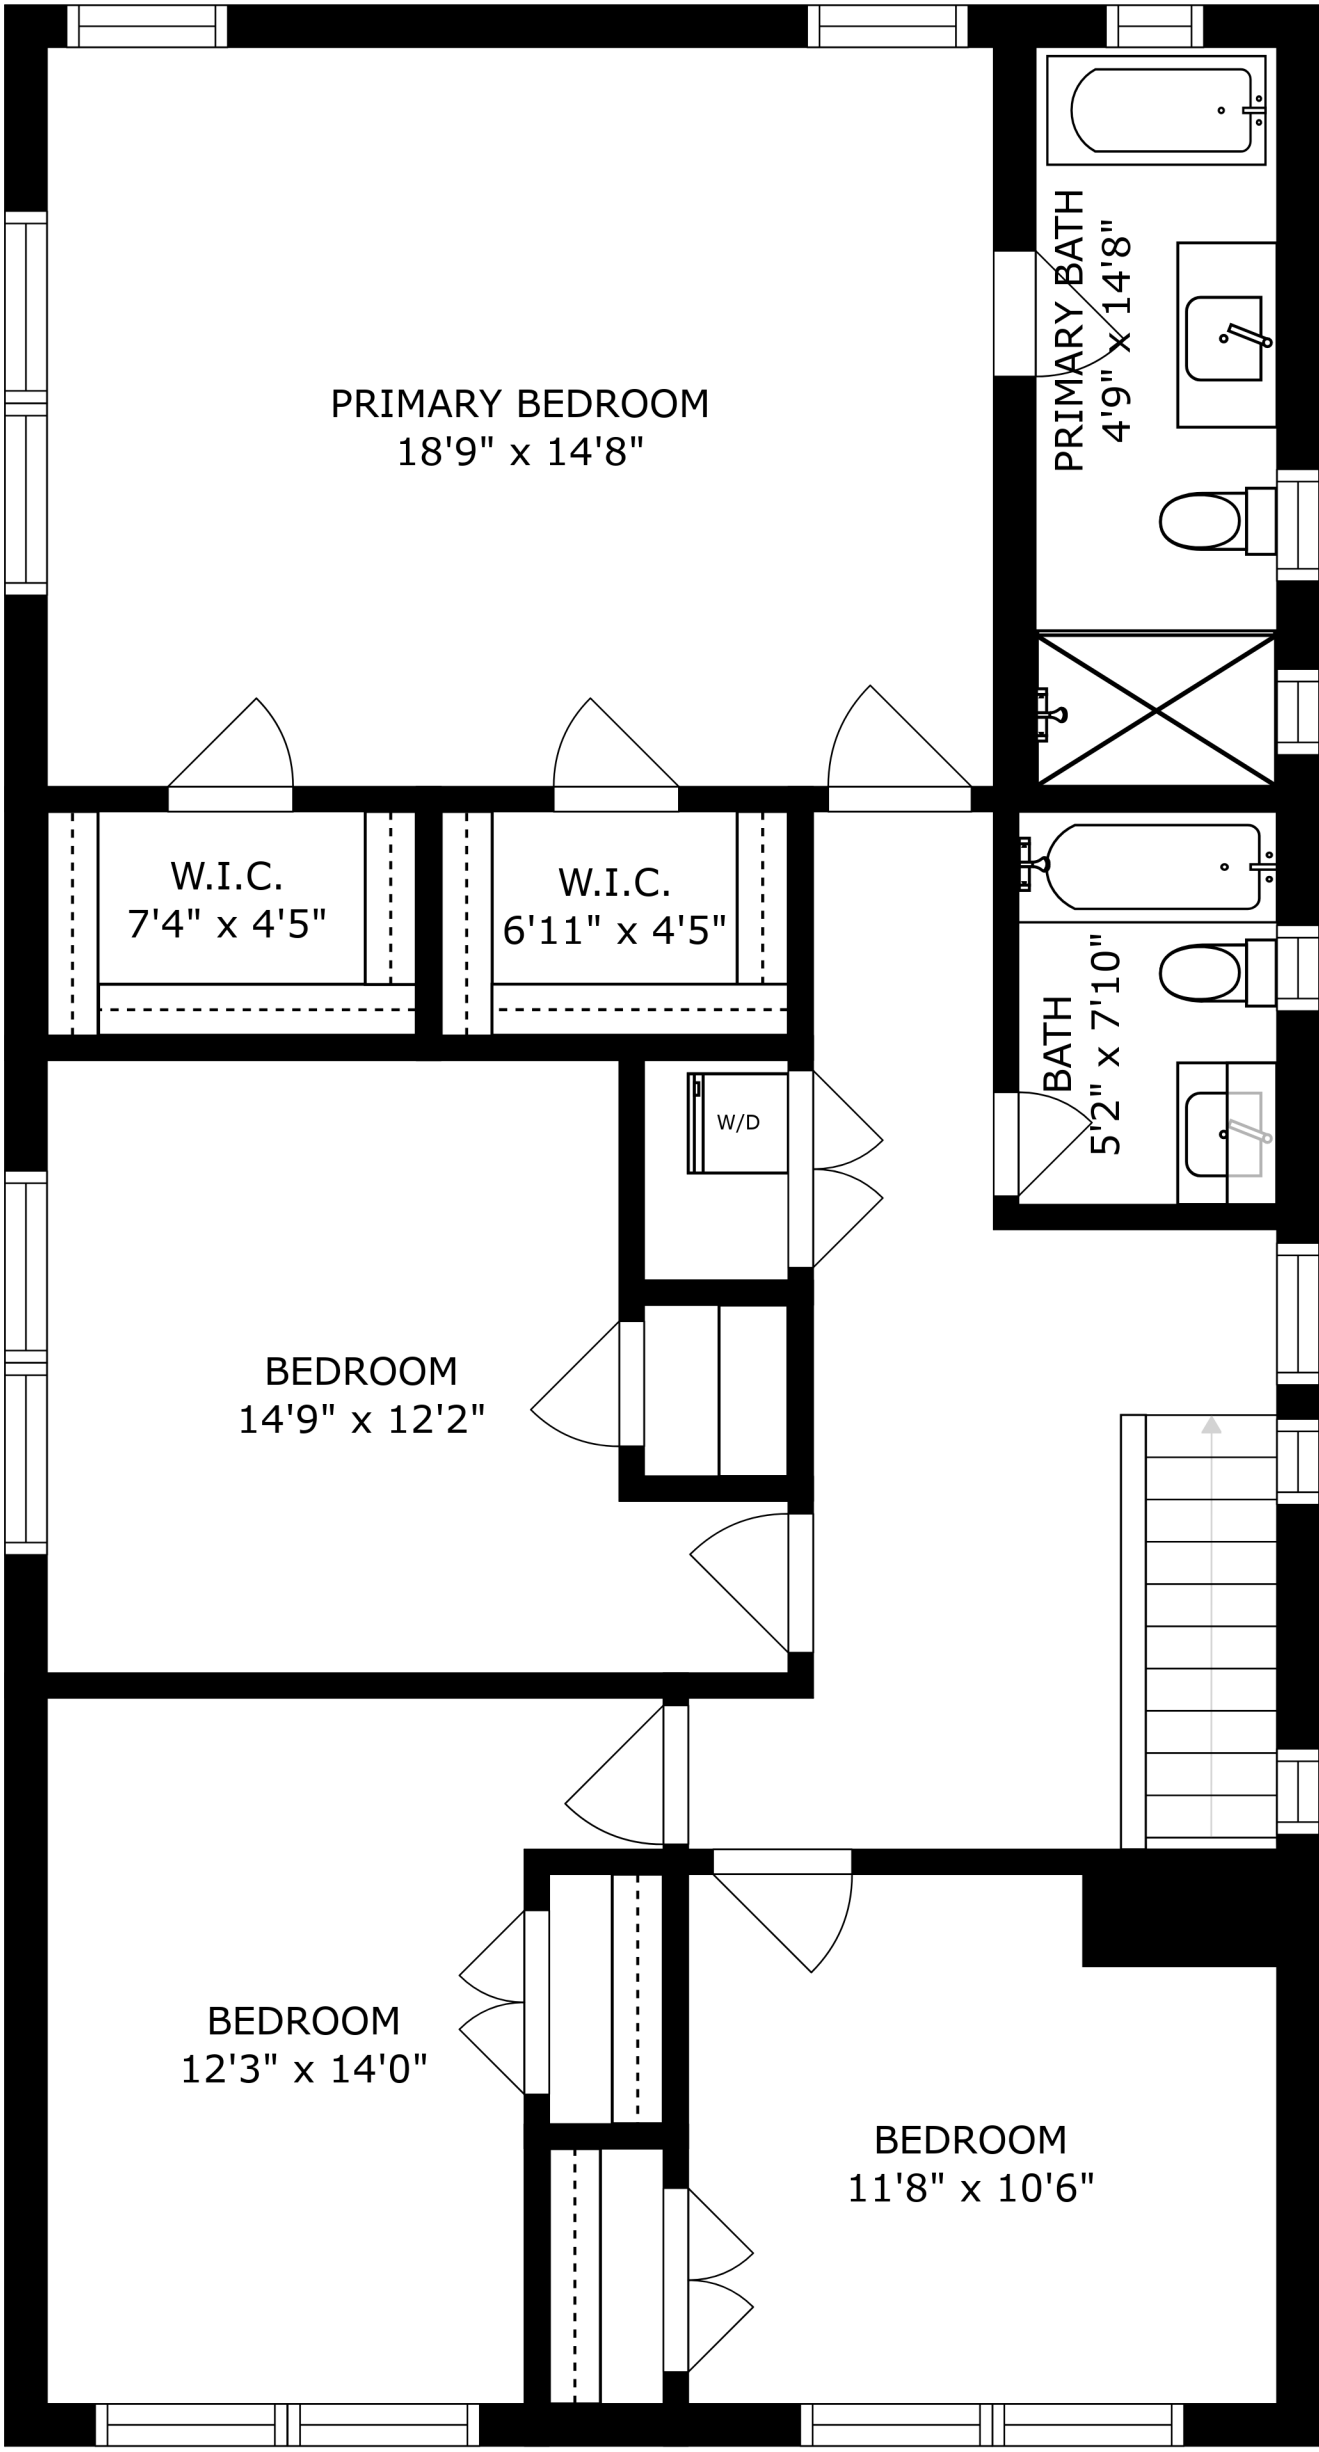 PRIMARY BEDROOM
18'9" x 14'8"
PRIMARY BATH
4'9" x 14'8"
W.I.C.
7'4" x 4'5"
W.I.C.
6'11" x 4'5"
BATH
5'2" x 7'10"
W/D
BEDROOM
14'9" x 12'2"
BEDROOM
12'3" x 14'0"
BEDROOM
11'8" x 10'6"